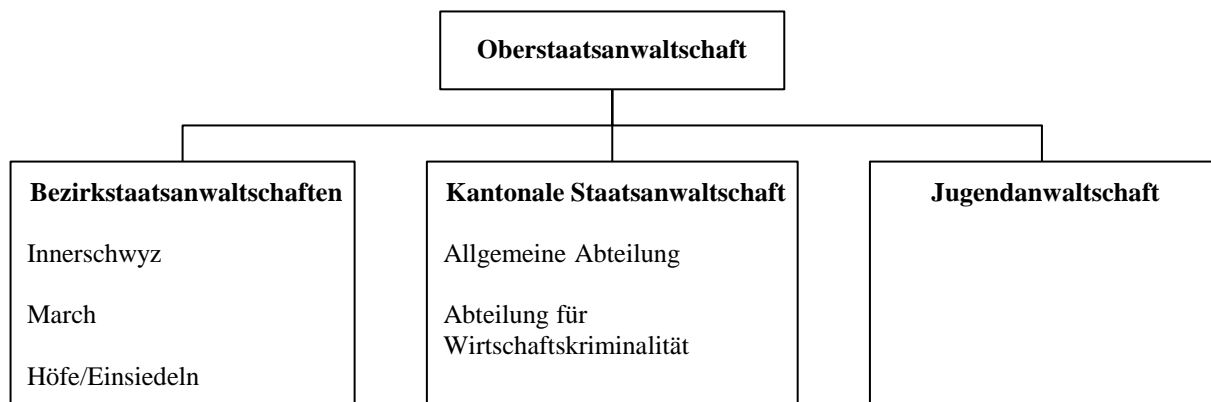 Oberstaatsanwaltschaft
Bezirkstaatsanwaltschaften
Innerschwyz
March
Höfe/Einsiedeln
Kantonale Staatsanwaltschaft
Allgemeine Abteilung
Abteilung für
Wirtschaftskriminalität
Jugendanwaltschaft